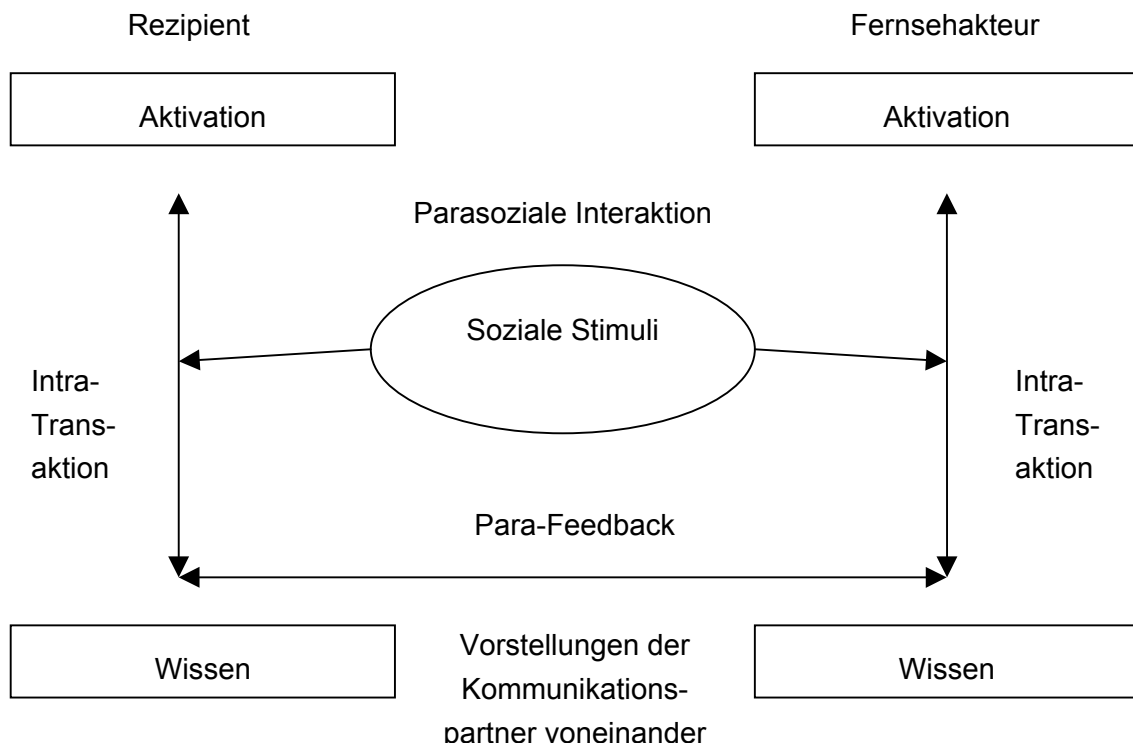 Rezipient
Fernsehakteur
Aktivation
Aktivation
Parasoziale Interaktion
Soziale Stimuli
Intra-
Trans-
aktion
Intra-
Trans-
aktion
Para-Feedback
Wissen
Vorstellungen der
Kommunikations-
partner voneinander
Wissen